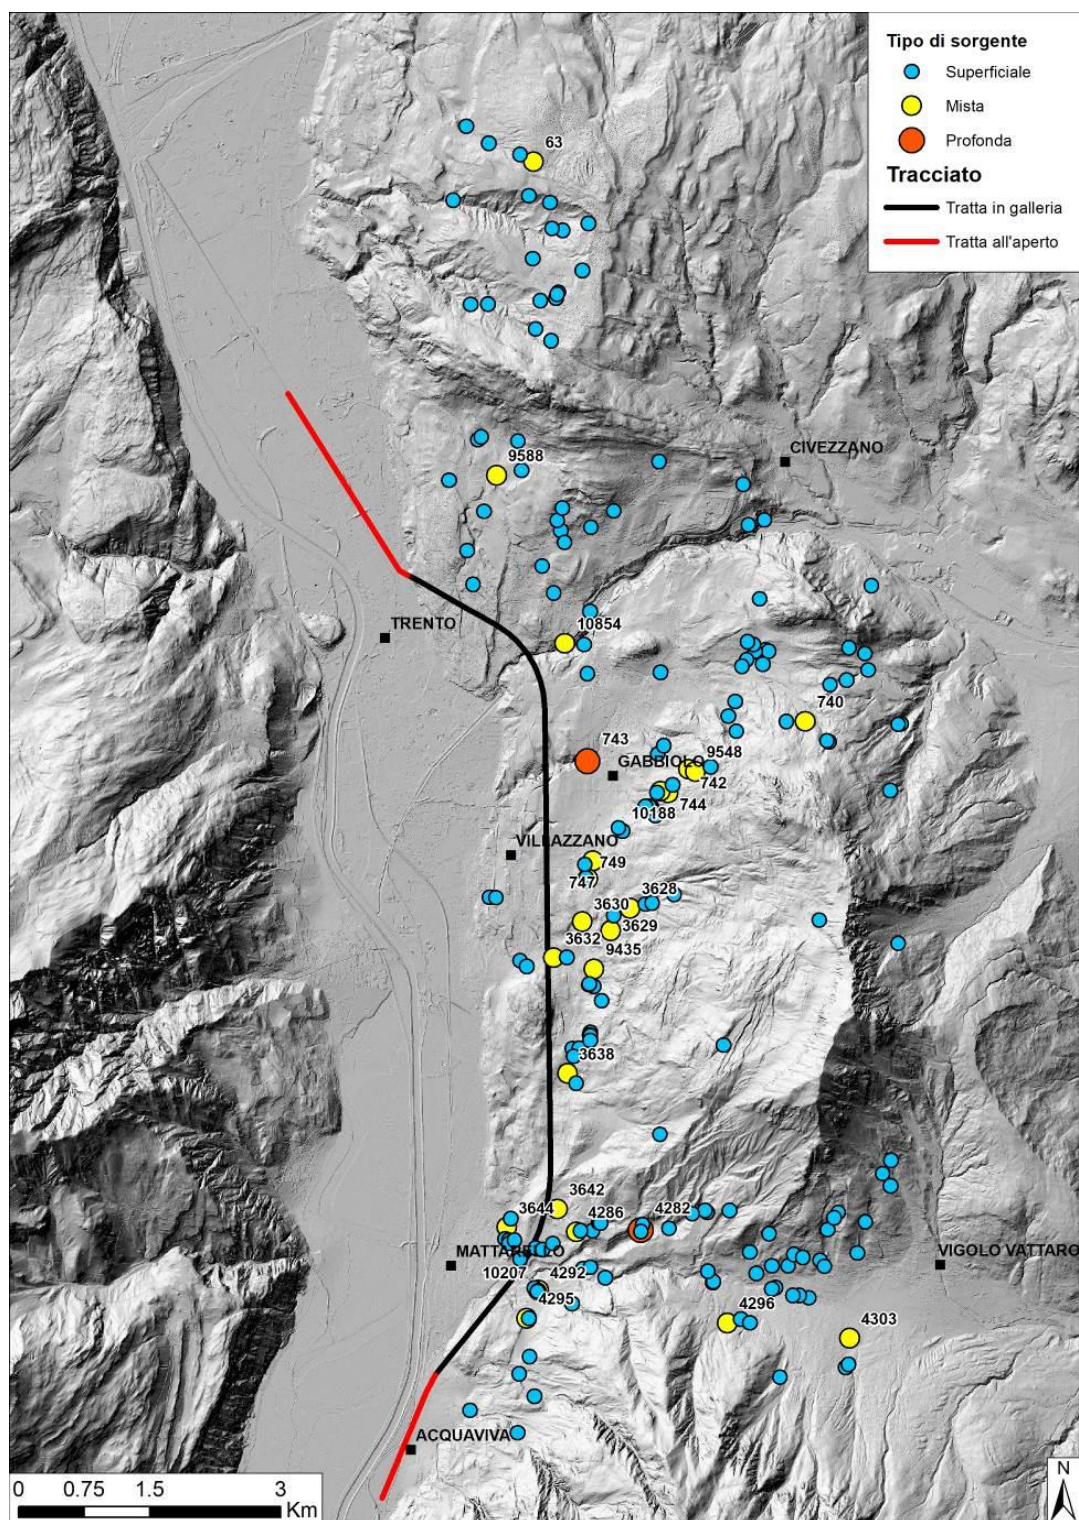 Tipo di sorgente
Superficiale
Mista
Profonda
Tracciato
Tratta in galleria
Tratta all'aperto
63
CIVEZZANO
9588
TRENTO
10854
740
743
9548
GABBIOLO
742
744
10188
VILLAZZANO
749
747
3628
3630
3629
3632
9435
3638
3642
3644
4286
4282
MATTARELLO
VIGOLO VATTARO
10207
4292
4295
4296
4303
ACQUAVIVA
0 0.75 1.5 3
Km
N